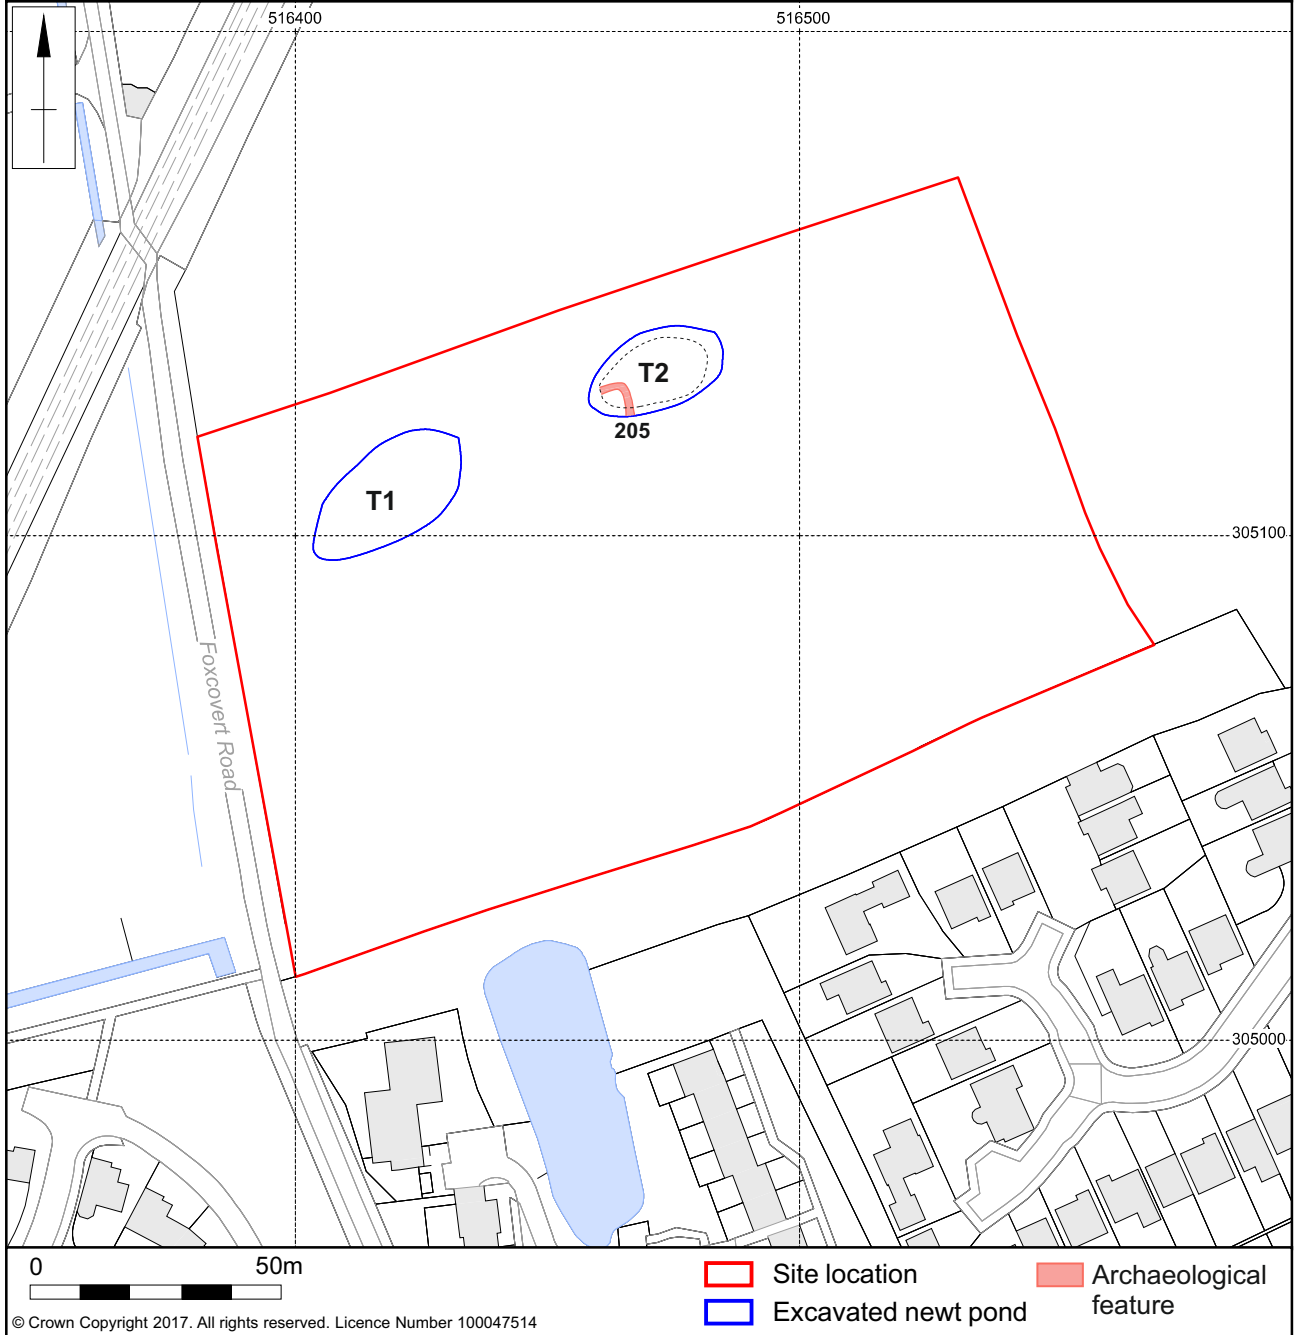 516400
516500
T2
205
T1
305100
Foxcovert Road
305000
0
50m
Site location
Excavated newt pond
Archaeological
feature
© Crown Copyright 2017. All rights reserved. Licence Number 100047514